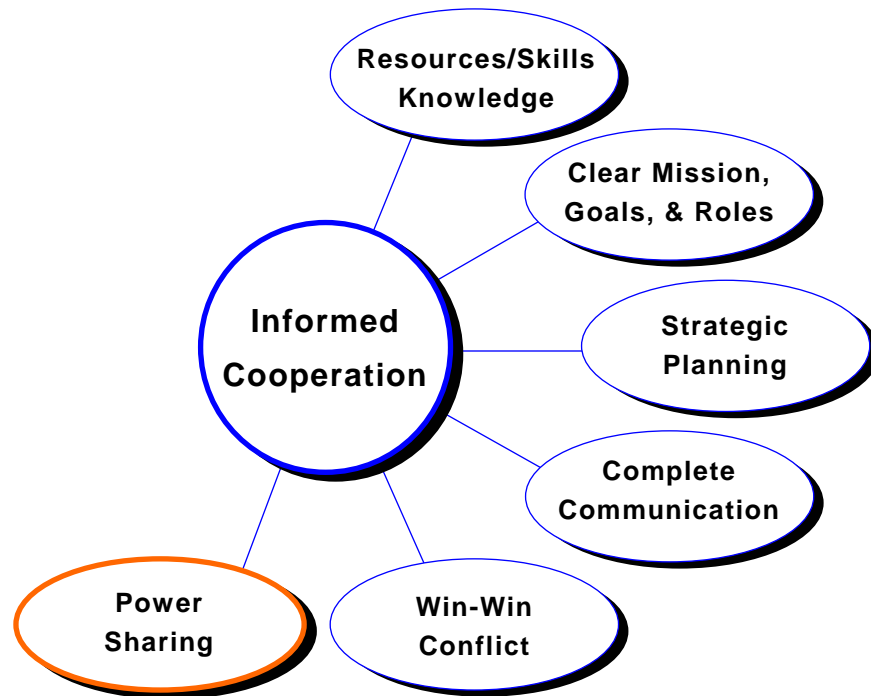 Resources/Skills
Knowledge
Clear Mission,
Goals, & Roles
Informed
Cooperation
Strategic
Planning
Complete
Communication
Power
Sharing
Win-Win
Conflict